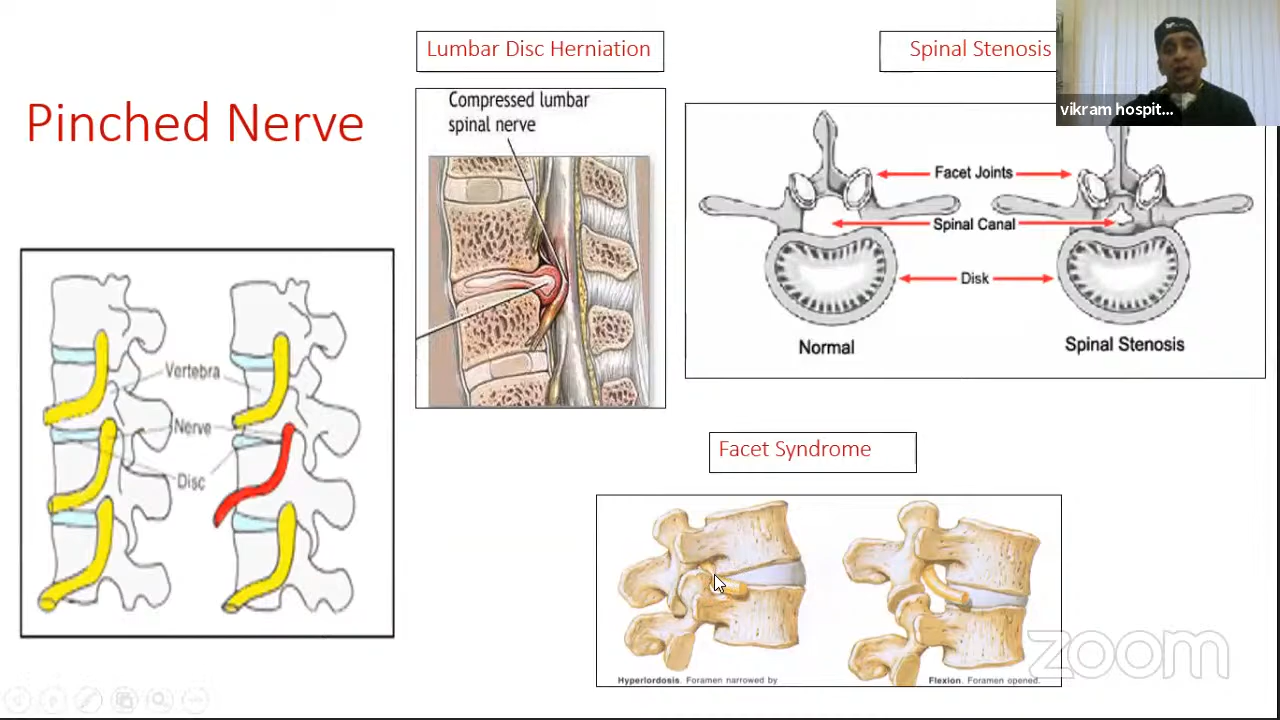 Pinched Nerve
Lumbar Disc Herniation
Spinal Stenosis
vikram hospit...
Compressed lumbar
spinal nerve
Facet Joints
Spinal Canal
Disk
Normal
Spinal Stenosis
Vertebra
Nerve
Disc
Facet Syndrome
Hyperlordosis. Foramen narrowed by
Flexion. Foramen opened.
zoom